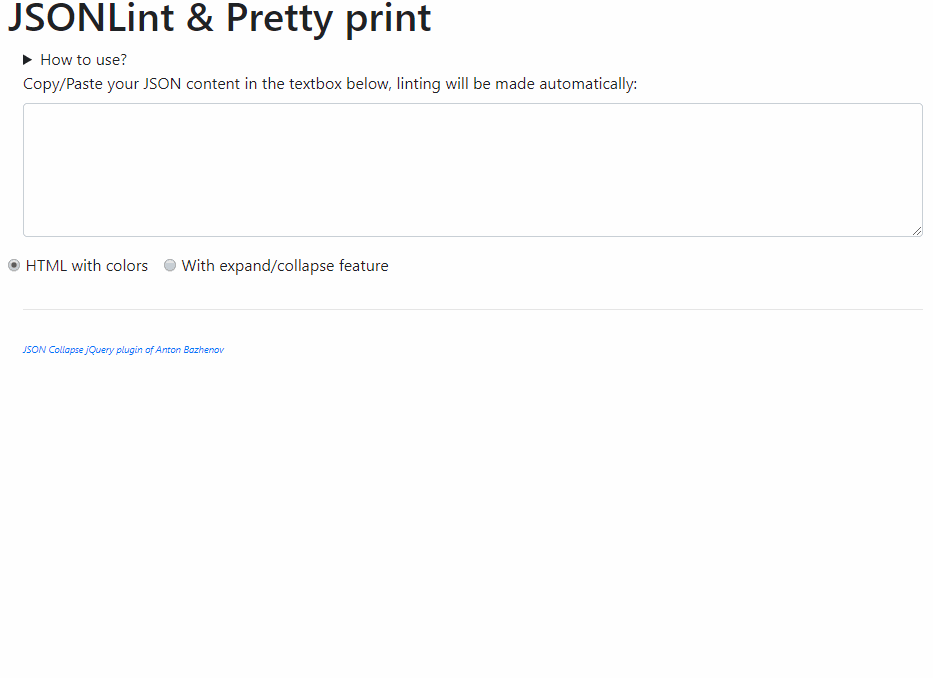 JSONLint & Pretty print
How to use?
Copy/Paste your JSON content in the textbox below, linting will be made automatically:
HTML with colors With expand/collapse feature
JSON Collapse jQuery plugin of Anton Bazhenov